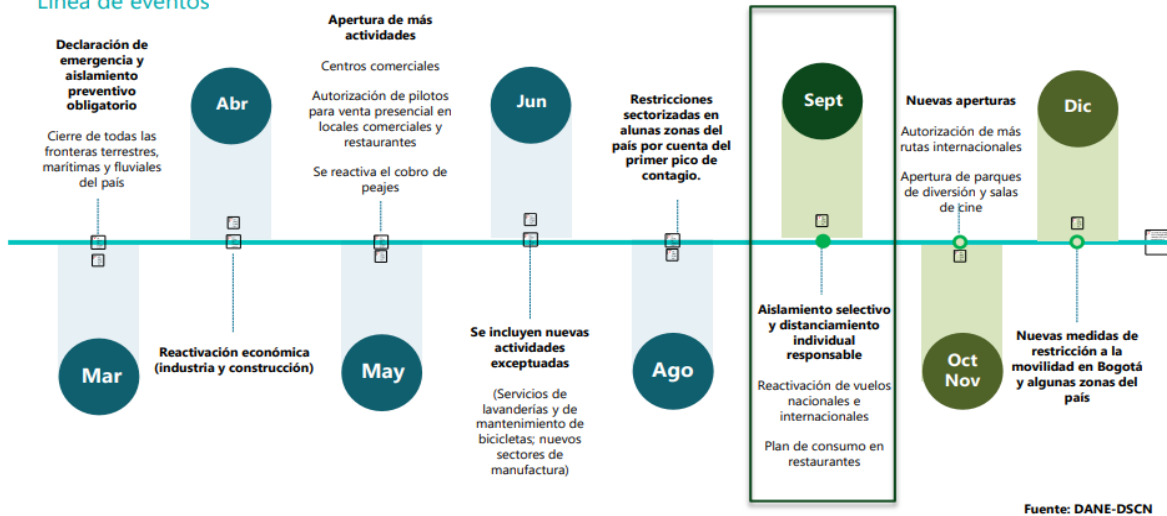 Línea de eventos
Declaración de
emergencia y
aislamiento
preventivo
obligatorio
Cierre de todas las
fronteras terrestres,
marítimas y fluviales
del país
Mar
Abr
Reactivación económica
(industria y construcción)
Apertura de más
actividades
Centros comerciales
Autorización de pilotos
para venta presencial en
locales comerciales y
restaurantes
Se reactiva el cobro de
peajes
May
Jun
Se incluyen nuevas
actividades
exceptuadas
(Servicios de
lavanderías y de
mantenimiento de
bicicletas; nuevos
sectores de
manufactura)
Restricciones
sectorizadas en
alunas zonas del
país por cuenta del
primer pico de
contagio.
Ago
Sept
Aislamiento selectivo
y distanciamiento
individual
responsable
Reactivación de vuelos
nacionales e
internacionales
Plan de consumo en
restaurantes
Nuevas aperturas
Autorización de más
rutas internacionales
Apertura de parques
de diversión y salas
de cine
Oct
Nov
Dic
Nuevas medidas de
restricción a la
movilidad en Bogotá
y algunas zonas del
país
Fuente: DANE-DSCN